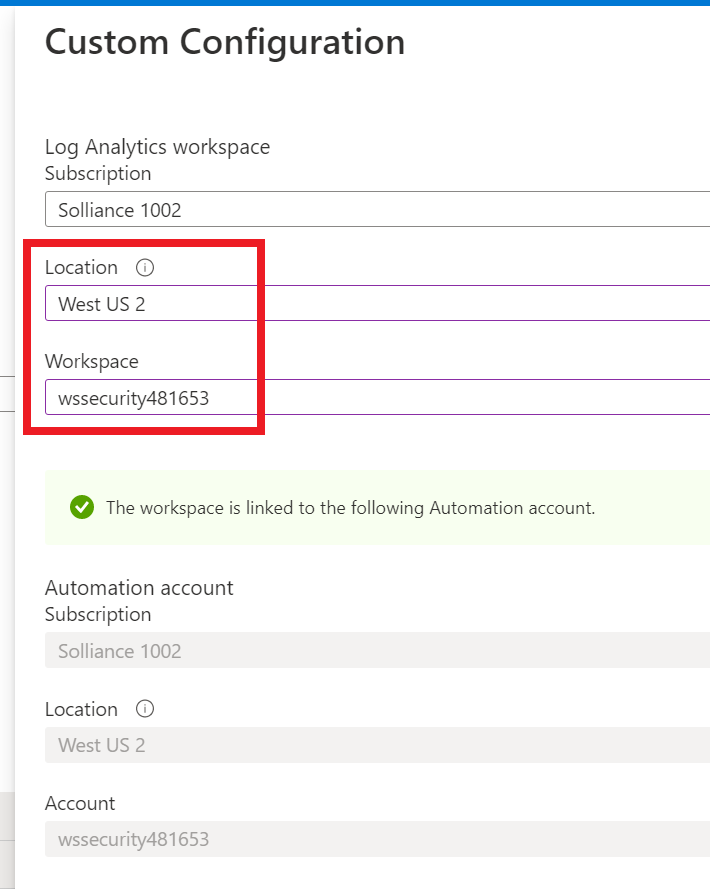 Custom Configuration
Log Analytics workspace
Subscription
Solliance 1002
Location
West US 2
Workspace
wssecurity481653
The workspace is linked to the following Automation account.
Automation account
Subscription
Solliance 1002
Location
West US 2
Account
wssecurity481653